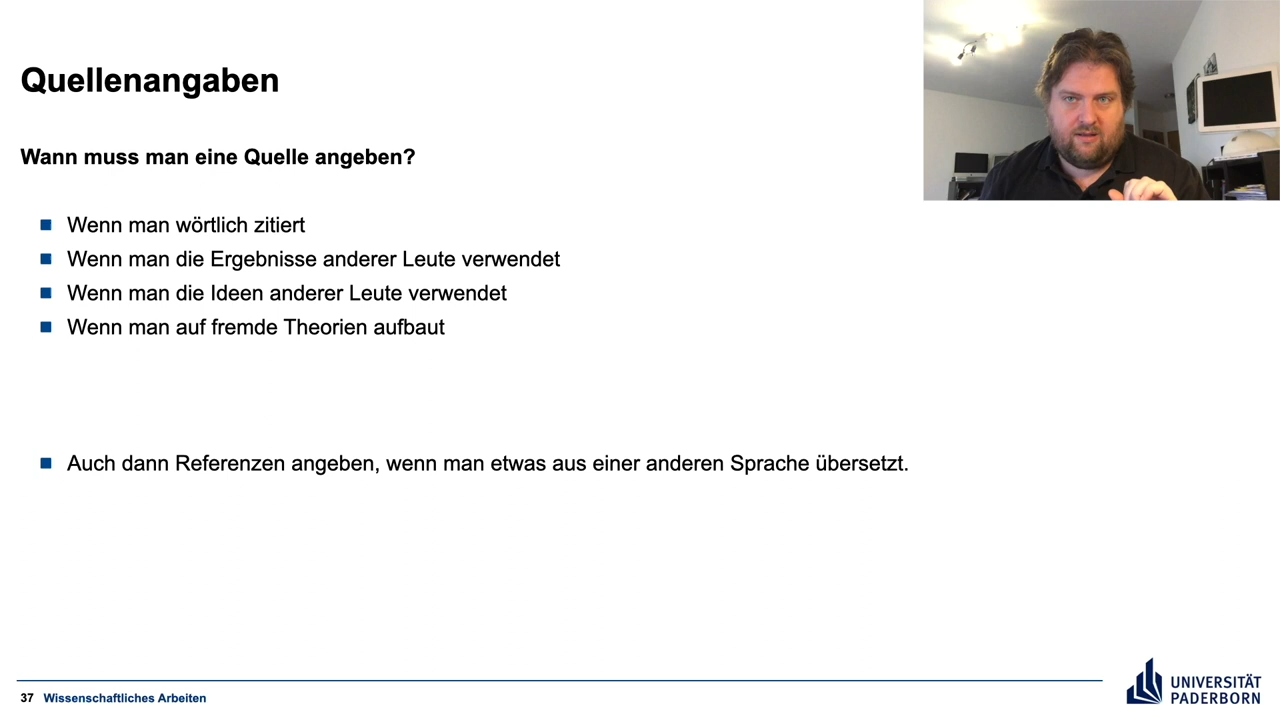 Quellenangaben
Wann muss man eine Quelle angeben?
Wenn man wörtlich zitiert
Wenn man die Ergebnisse anderer Leute verwendet
Wenn man die Ideen anderer Leute verwendet
Wenn man auf fremde Theorien aufbaut
Auch dann Referenzen angeben, wenn man etwas aus einer anderen Sprache übersetzt.
37 Wissenschaftliches Arbeiten
UNIVERSITÄT
PADERBORN